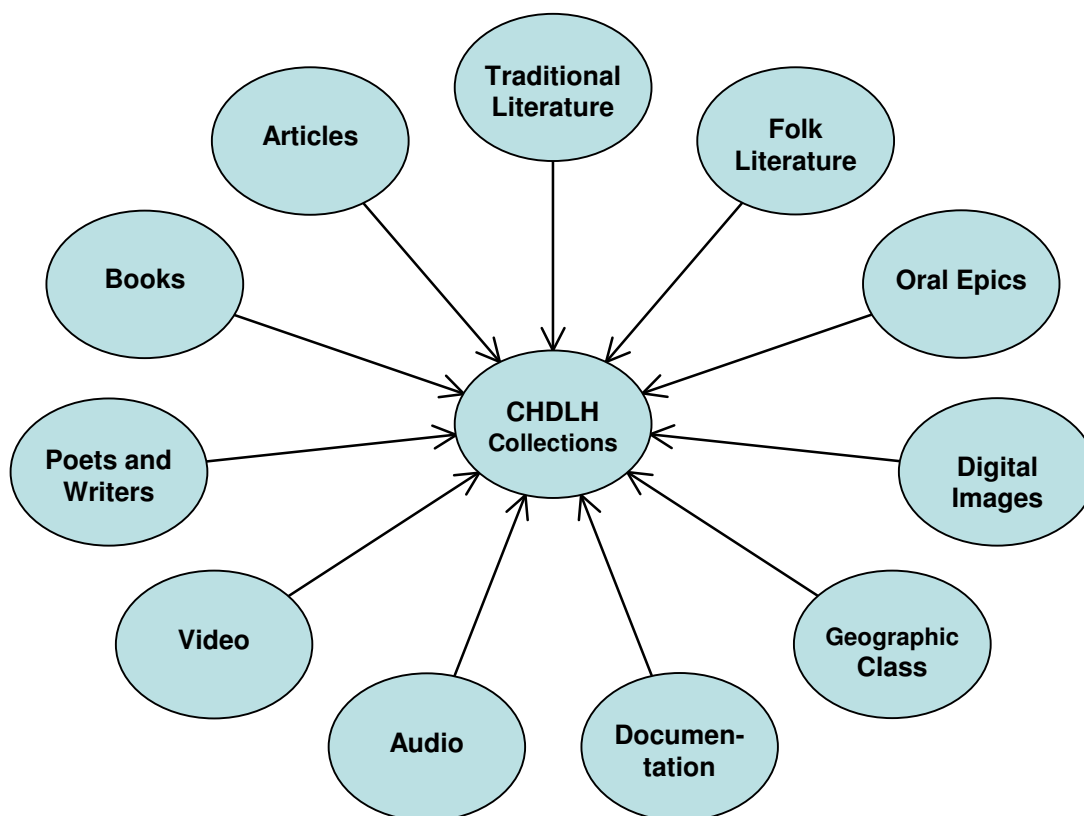 Traditional
Literature
Articles
Folk
Literature
Books
Oral Epics
CHDLH
Collections
Poets and
Writers
Digital
Images
Video
Geographic
Class
Audio
Documen-
tation